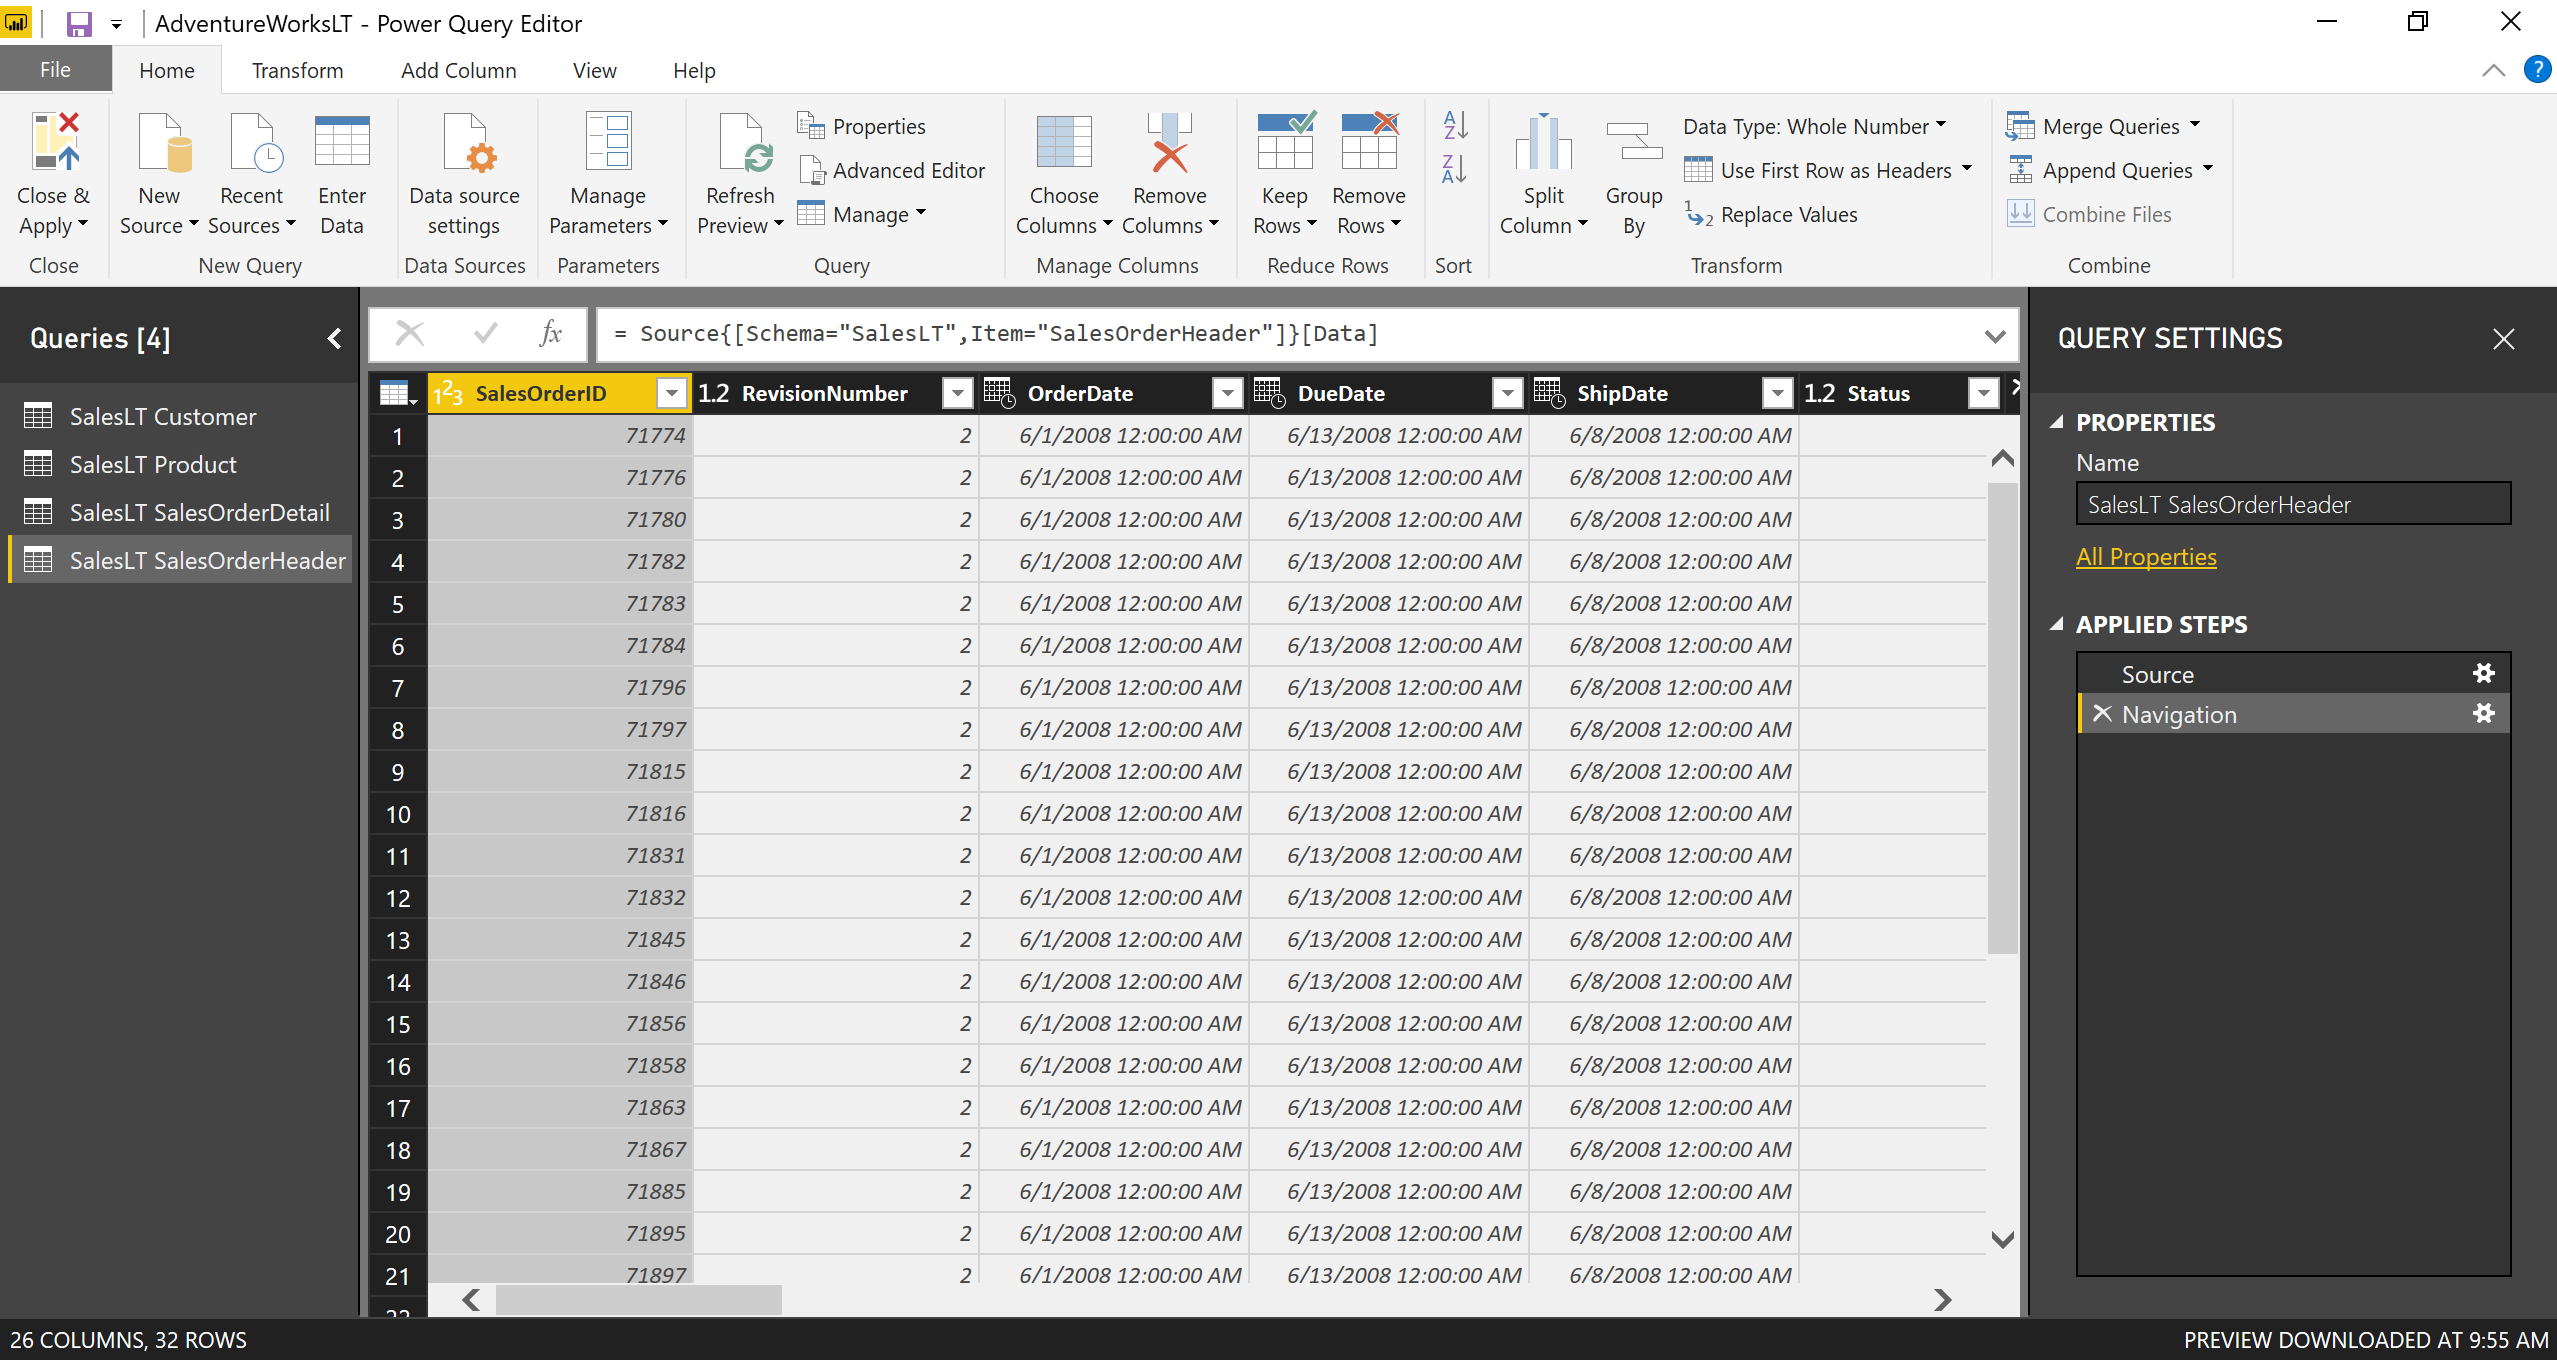 AdventureWorksLT - Power Query Editor
File Home Transform Add Column View Help
Close & Apply
Close
New Source
Recent Sources
Enter Data
New Query
Data source settings
Data Sources
Manage Parameters
Parameters
Refresh Preview
Properties
Advanced Editor
Manage
Query
Choose Columns
Remove Columns
Manage Columns
Keep Rows
Remove Rows
Reduce Rows
Sort
Split Column
Group By
Data Type: Whole Number
Use First Row as Headers
Replace Values
Transform
Merge Queries
Append Queries
Combine Files
Combine
Queries [4]
SalesLT Customer
SalesLT Product
SalesLT SalesOrderDetail
SalesLT SalesOrderHeader
fx = Source{[Schema="SalesLT",Item="SalesOrderHeader"]}[Data]
123 SalesOrderID 1.2 RevisionNumber OrderDate DueDate ShipDate 1.2 Status
1 71774 2 6/1/2008 12:00:00 AM 6/13/2008 12:00:00 AM 6/8/2008 12:00:00 AM
2 71776 2 6/1/2008 12:00:00 AM 6/13/2008 12:00:00 AM 6/8/2008 12:00:00 AM
3 71780 2 6/1/2008 12:00:00 AM 6/13/2008 12:00:00 AM 6/8/2008 12:00:00 AM
4 71782 2 6/1/2008 12:00:00 AM 6/13/2008 12:00:00 AM 6/8/2008 12:00:00 AM
5 71783 2 6/1/2008 12:00:00 AM 6/13/2008 12:00:00 AM 6/8/2008 12:00:00 AM
6 71784 2 6/1/2008 12:00:00 AM 6/13/2008 12:00:00 AM 6/8/2008 12:00:00 AM
7 71796 2 6/1/2008 12:00:00 AM 6/13/2008 12:00:00 AM 6/8/2008 12:00:00 AM
8 71797 2 6/1/2008 12:00:00 AM 6/13/2008 12:00:00 AM 6/8/2008 12:00:00 AM
9 71815 2 6/1/2008 12:00:00 AM 6/13/2008 12:00:00 AM 6/8/2008 12:00:00 AM
10 71816 2 6/1/2008 12:00:00 AM 6/13/2008 12:00:00 AM 6/8/2008 12:00:00 AM
11 71831 2 6/1/2008 12:00:00 AM 6/13/2008 12:00:00 AM 6/8/2008 12:00:00 AM
12 71832 2 6/1/2008 12:00:00 AM 6/13/2008 12:00:00 AM 6/8/2008 12:00:00 AM
13 71845 2 6/1/2008 12:00:00 AM 6/13/2008 12:00:00 AM 6/8/2008 12:00:00 AM
14 71846 2 6/1/2008 12:00:00 AM 6/13/2008 12:00:00 AM 6/8/2008 12:00:00 AM
15 71856 2 6/1/2008 12:00:00 AM 6/13/2008 12:00:00 AM 6/8/2008 12:00:00 AM
16 71858 2 6/1/2008 12:00:00 AM 6/13/2008 12:00:00 AM 6/8/2008 12:00:00 AM
17 71863 2 6/1/2008 12:00:00 AM 6/13/2008 12:00:00 AM 6/8/2008 12:00:00 AM
18 71867 2 6/1/2008 12:00:00 AM 6/13/2008 12:00:00 AM 6/8/2008 12:00:00 AM
19 71885 2 6/1/2008 12:00:00 AM 6/13/2008 12:00:00 AM 6/8/2008 12:00:00 AM
20 71895 2 6/1/2008 12:00:00 AM 6/13/2008 12:00:00 AM 6/8/2008 12:00:00 AM
21 71897 2 6/1/2008 12:00:00 AM 6/13/2008 12:00:00 AM 6/8/2008 12:00:00 AM
22
QUERY SETTINGS
PROPERTIES
Name
SalesLT SalesOrderHeader
All Properties
APPLIED STEPS
Source
Navigation
26 COLUMNS, 32 ROWS
PREVIEW DOWNLOADED AT 9:55 AM